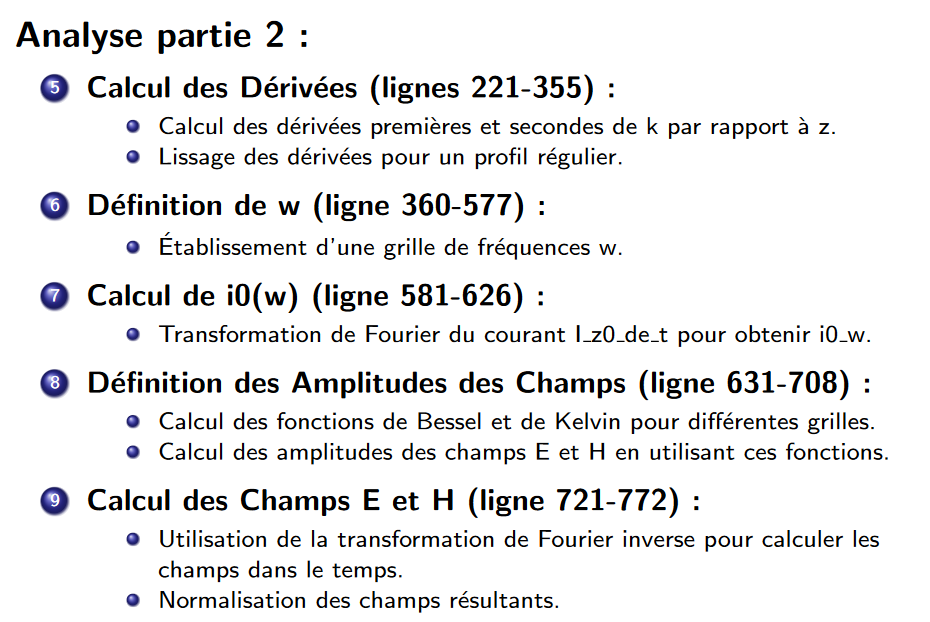 Analyse partie 2 :
5 Calcul des Dérivées (lignes 221-355) :
Calcul des dérivées premières et secondes de k par rapport à z.
Lissage des dérivées pour un profil régulier.
6 Définition de w (ligne 360-577) :
Établissement d'une grille de fréquences w.
7 Calcul de i0(w) (ligne 581-626) :
Transformation de Fourier du courant I_z0_de_t pour obtenir i0_w.
8 Définition des Amplitudes des Champs (ligne 631-708) :
Calcul des fonctions de Bessel et de Kelvin pour différentes grilles.
Calcul des amplitudes des champs E et H en utilisant ces fonctions.
9 Calcul des Champs E et H (ligne 721-772) :
Utilisation de la transformation de Fourier inverse pour calculer les
champs dans le temps.
Normalisation des champs résultants.